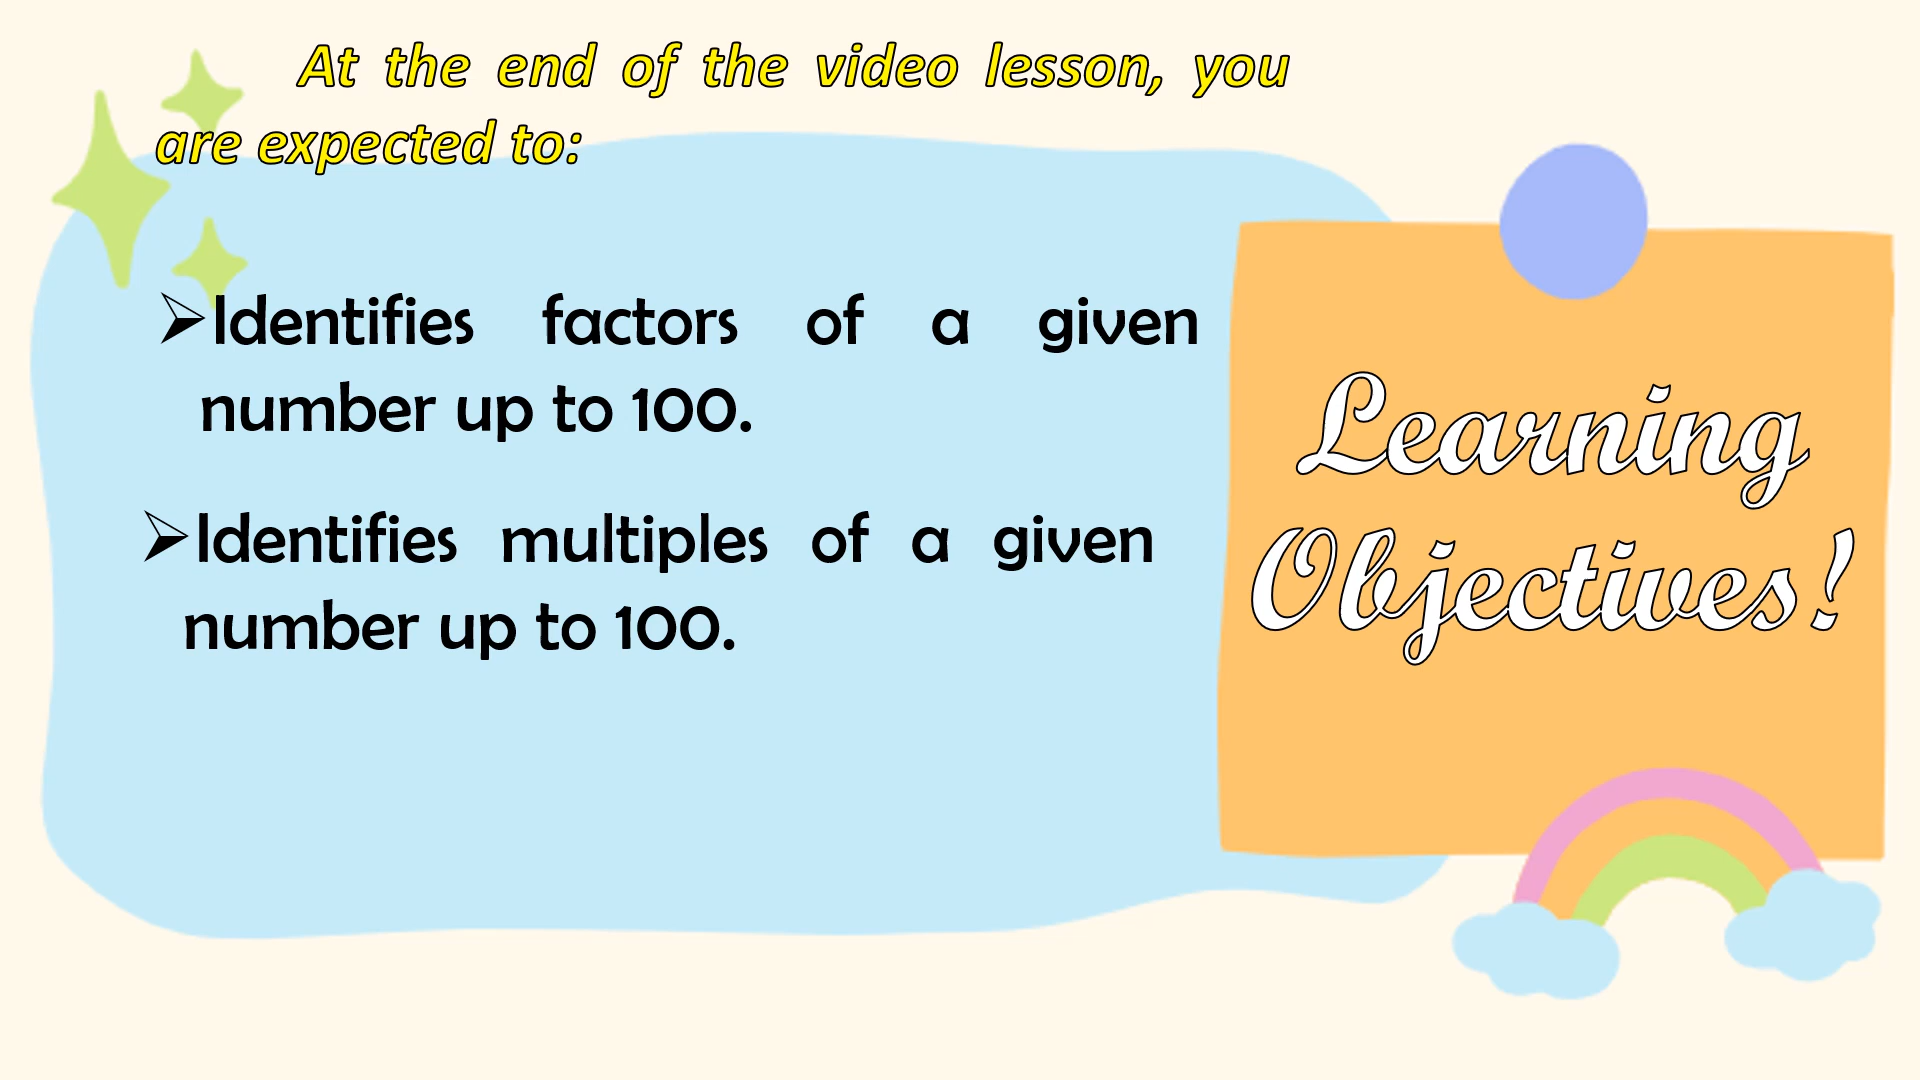 At the end of the video lesson, you
are expected to:
➢Identifies factors of a given
number up to 100.
➢Identifies multiples of a given
number up to 100.
Learning
Objectives!